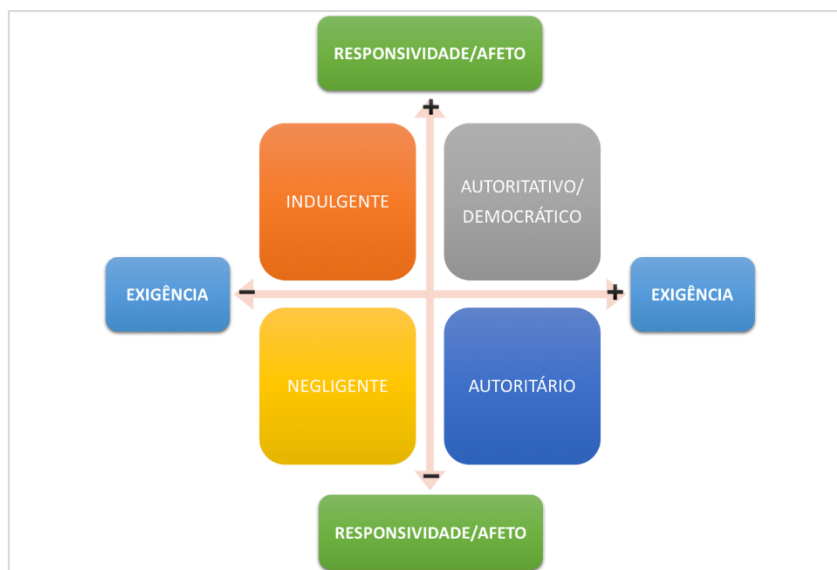 RESPONSIVIDADE/AFETO
+
INDULGENTE
AUTORITATIVO/
DEMOCRÁTICO
EXIGÊNCIA
−
+
EXIGÊNCIA
NEGLIGENTE
AUTORITÁRIO
−
RESPONSIVIDADE/AFETO